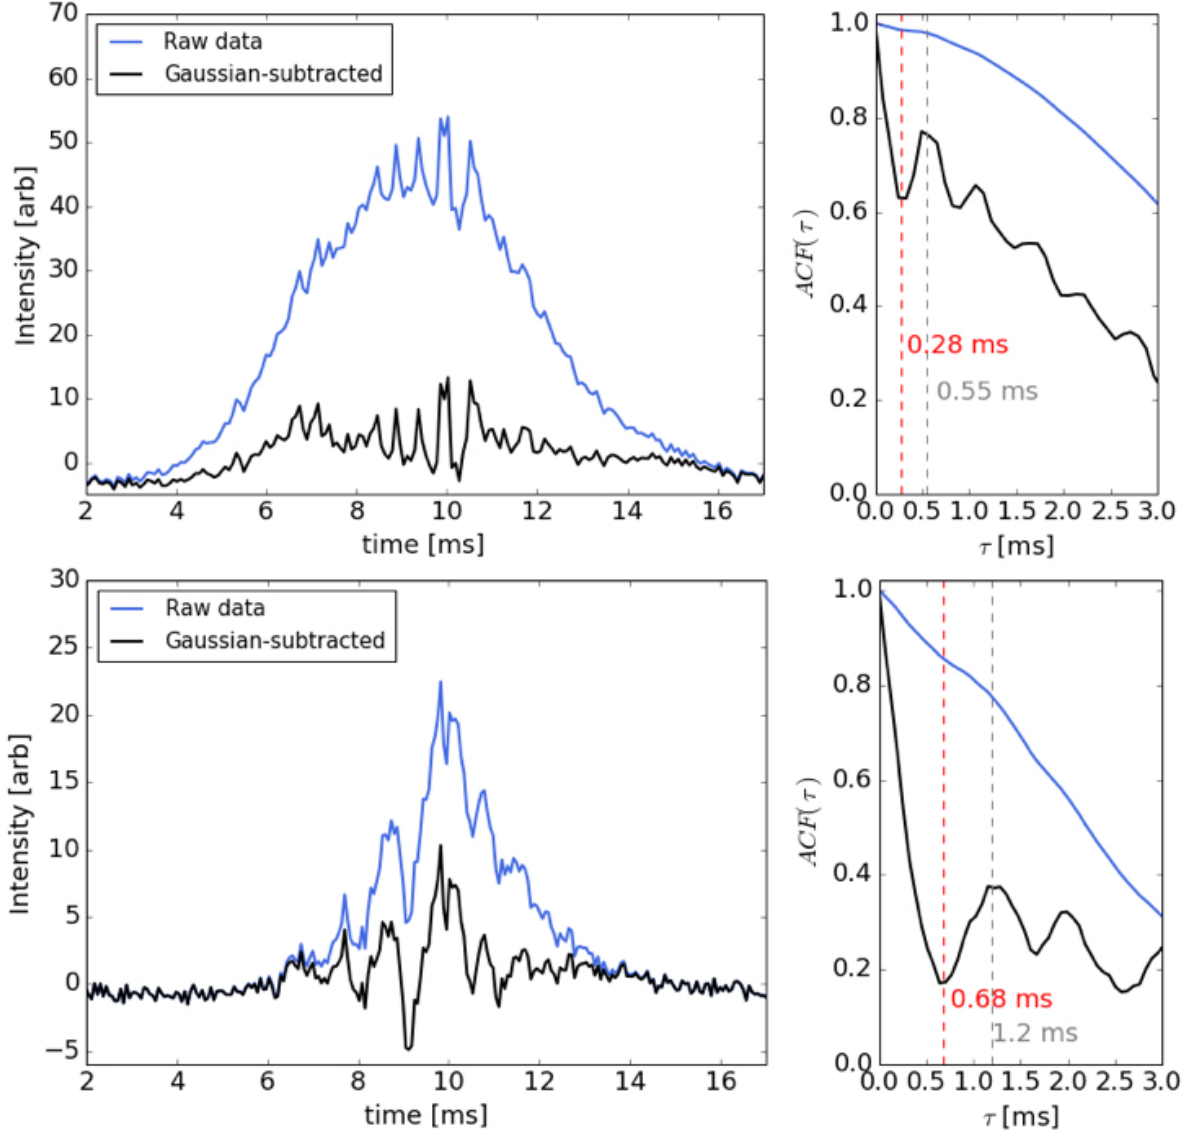 70
60
50
40
30
20
10
0
Intensity [arb]
Raw data
Gaussian-subtracted
2 4 6 8 10 12 14 16
time [ms]
1.0
0.8
0.6
0.4
0.2
0.0
ACF(τ)
0.28 ms
0.55 ms
0.0 0.5 1.0 1.5 2.0 2.5 3.0
τ [ms]
30
25
20
15
10
5
0
−5
Intensity [arb]
Raw data
Gaussian-subtracted
2 4 6 8 10 12 14 16
time [ms]
1.0
0.8
0.6
0.4
0.2
0.0
ACF(τ)
0.68 ms
1.2 ms
0.0 0.5 1.0 1.5 2.0 2.5 3.0
τ [ms]